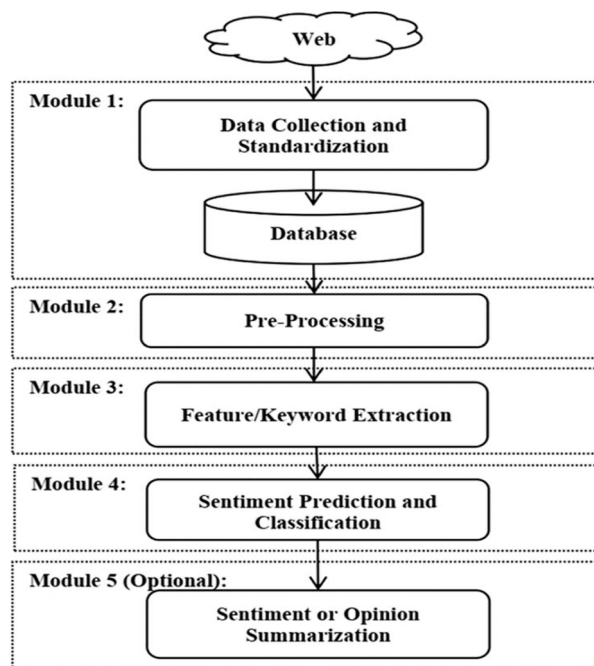 Web
Module 1:
Data Collection and
Standardization
Database
Module 2:
Pre-Processing
Module 3:
Feature/Keyword Extraction
Module 4:
Sentiment Prediction and
Classification
Module 5 (Optional):
Sentiment or Opinion
Summarization